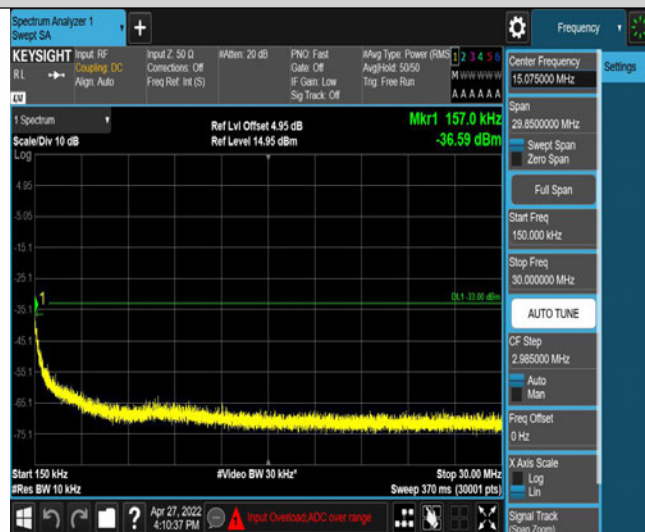 Spectrum Analyzer 1
Swept SA
Frequency
Settings
KEYSIGHT
R L
LXI
Input: RF
Coupling: DC
Align: Auto
Input Z: 50 Ω
Corrections: Off
Freq Ref: Int (S)
#Atten: 20 dB
PNO: Fast
Gate: Off
IF Gain: Low
Sig Track: Off
#Avg Type: Power (RMS
Avg|Hold: 50/50
Trig: Free Run
1 2 3 4 5 6
M W W W W W
A A A A A A
1 Spectrum
Scale/Div 10 dB
Log
Ref Lvl Offset 4.95 dB
Ref Level 14.95 dBm
Mkr1 157.0 kHz
-36.59 dBm
4.95
-5.05
-15.1
-25.1
-35.1
-45.1
-55.1
-65.1
-75.1
1
DL1 -33.00 dBm
Start 150 kHz
#Res BW 10 kHz
#Video BW 30 kHz*
Stop 30.00 MHz
Sweep 370 ms (30001 pts)
Center Frequency
15.075000 MHz
Span
29.8500000 MHz
Swept Span
Zero Span
Full Span
Start Freq
150.000 kHz
Stop Freq
30.000000 MHz
AUTO TUNE
CF Step
2.985000 MHz
Auto
Man
Freq Offset
0 Hz
X Axis Scale
Log
Lin
Signal Track
(Span Zoom)
?
Apr 27, 2022
4:10:37 PM
Input Overload;ADC over range